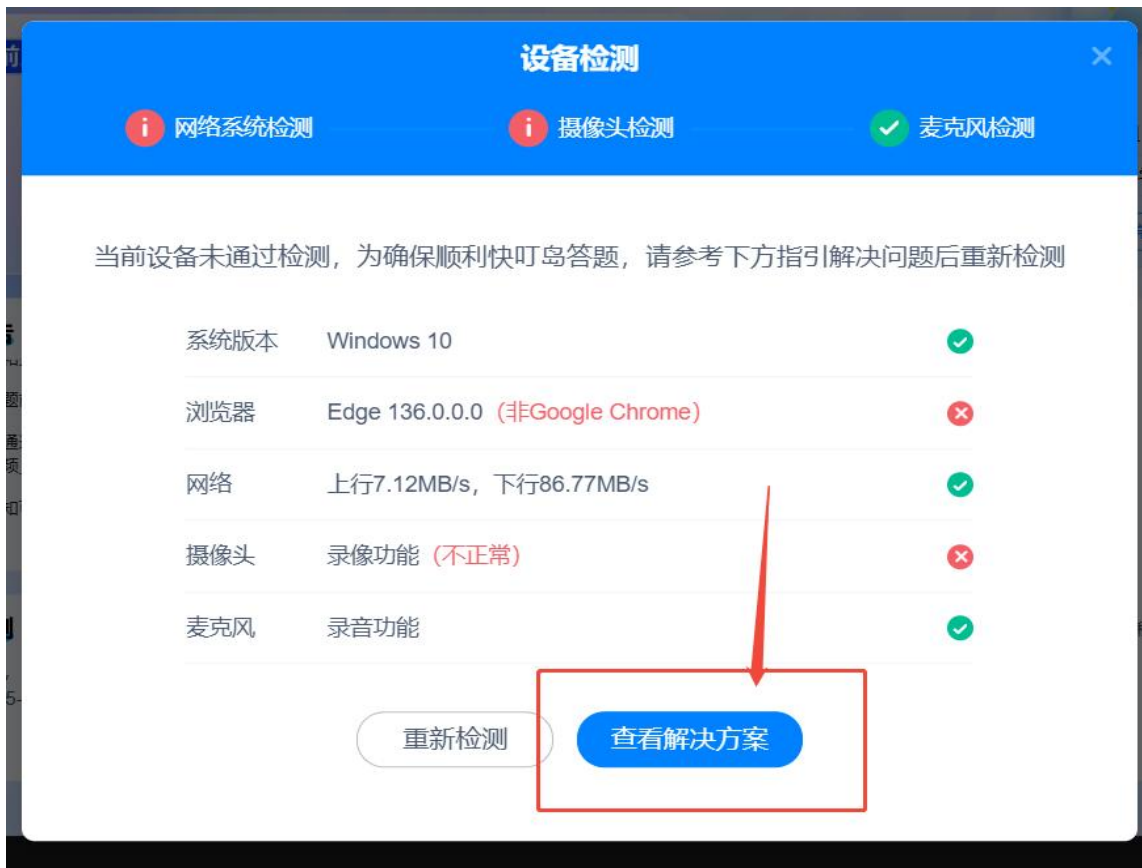 设备检测
网络系统检测
摄像头检测
麦克风检测
当前设备未通过检测，为确保顺利快叮岛答题，请参考下方指引解决问题后重新检测
系统版本 Windows 10
浏览器 Edge 136.0.0.0（非Google Chrome）
网络 上行7.12MB/s，下行86.77MB/s
摄像头 录像功能（不正常）
麦克风 录音功能
重新检测 查看解决方案